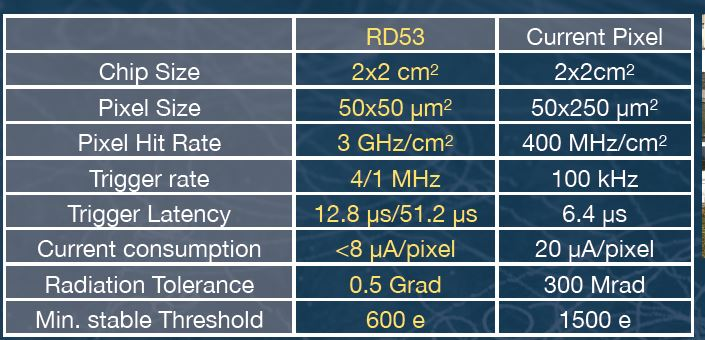 RD53 Current Pixel
Chip Size 2x2 cm² 2x2cm²
Pixel Size 50x50 µm² 50x250 µm²
Pixel Hit Rate 3 GHz/cm² 400 MHz/cm²
Trigger rate 4/1 MHz 100 kHz
Trigger Latency 12.8 µs/51.2 µs 6.4 µs
Current consumption <8 µA/pixel 20 µA/pixel
Radiation Tolerance 0.5 Grad 300 Mrad
Min. stable Threshold 600 e 1500 e